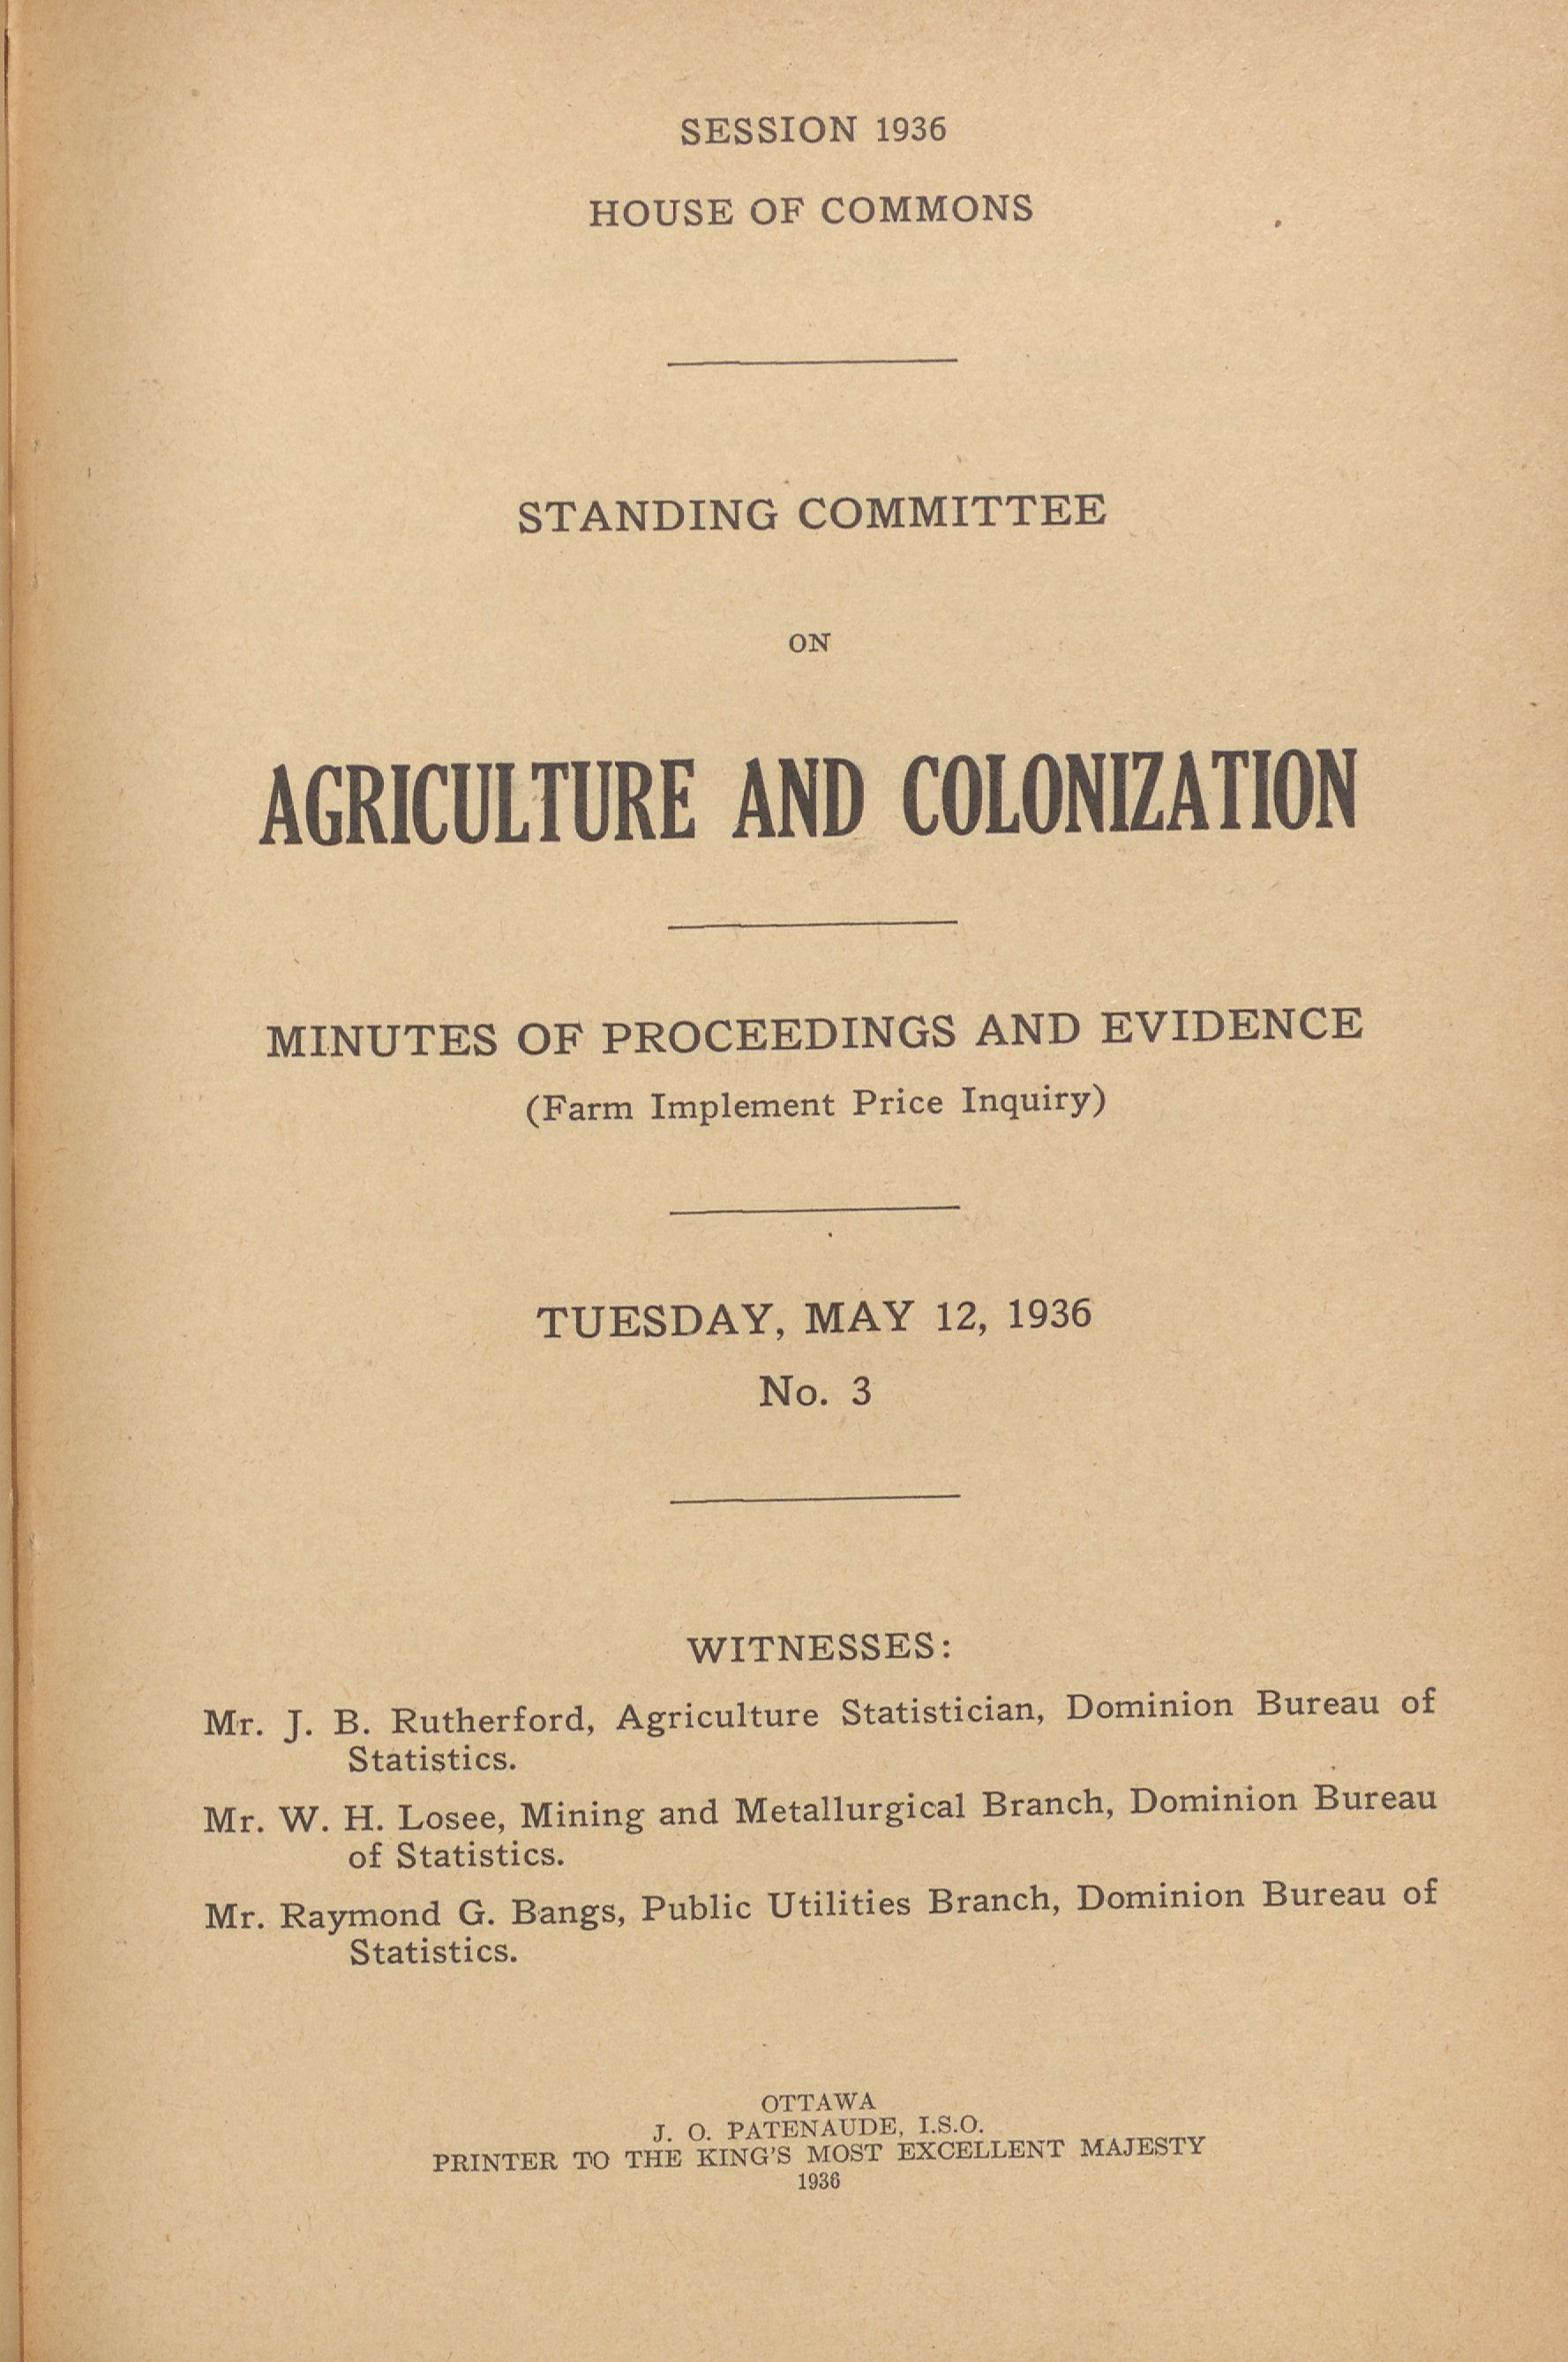 SESSION 1936
HOUSE OF COMMONS
STANDING COMMITTEE
ON
AGRICULTURE AND COLONIZATION
MINUTES OF PROCEEDINGS AND EVIDENCE
(Farm Implement Price Inquiry)
TUESDAY, MAY 12, 1936
No. 3
WITNESSES:
Mr. J. B. Rutherford, Agriculture Statistician, Dominion Bureau of
Statistics.
Mr. W. H. Losee, Mining and Metallurgical Branch, Dominion Bureau
of Statistics.
Mr. Raymond G. Bangs, Public Utilities Branch, Dominion Bureau of
Statistics.
OTTAWA
J. O. PATENAUDE, I.S.O.
PRINTER TO THE KING'S MOST EXCELLENT MAJESTY
1936